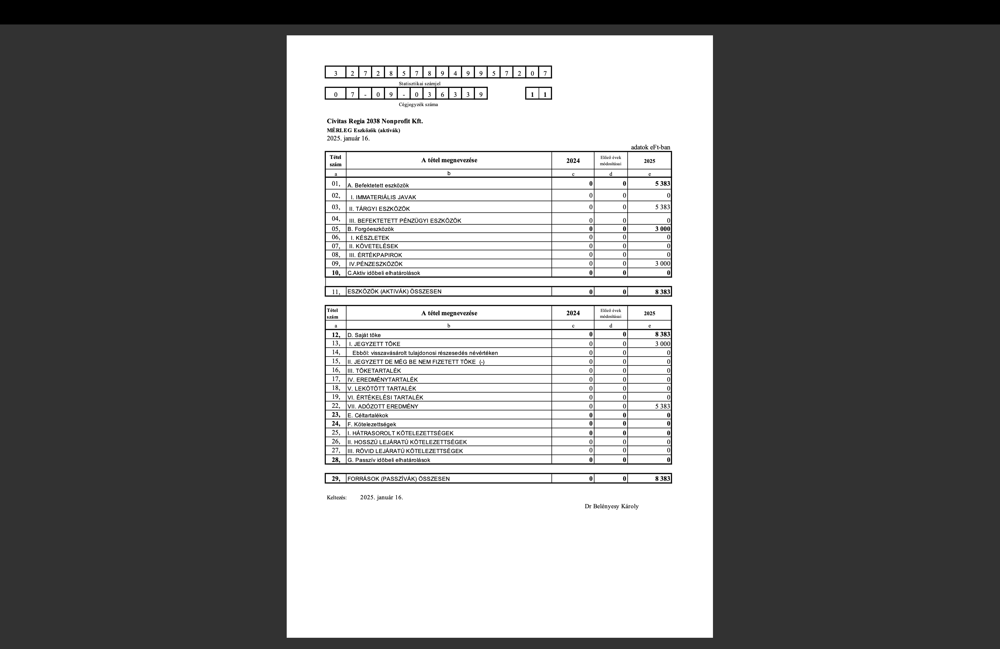 3 2 7 2 8 5 7 8 9 4 9 9 5 7 2 0 7
Statisztikai számjel
0 7 - 0 9 - 0 3 6 3 3 9 1 1
Cégjegyzék száma
Civitas Regia 2038 Nonprofit Kft.
MÉRLEG Eszközök (aktívák)
2025. január 16.
adatok eFt-ban
Tétel szám A tétel megnevezése 2024 Előző évek módosításai 2025
a b c d e
01, A. Befektetett eszközök 0 0 5 383
02, I. IMMATERIÁLIS JAVAK 0 0 0
03, II. TÁRGYI ESZKÖZÖK 0 0 5 383
04, III. BEFEKTETETT PÉNZÜGYI ESZKÖZÖK 0 0 0
05, B. Forgóeszközök 0 0 3 000
06, I. KÉSZLETEK 0 0 0
07, II. KÖVETELÉSEK 0 0 0
08, III. ÉRTÉKPAPIROK 0 0 0
09, IV.PÉNZESZKÖZÖK 0 0 3 000
10, C.Aktiv idõbeli elhatárolások 0 0 0
11, ESZKÖZÖK (AKTíVÁK) ÖSSZESEN 0 0 8 383
Tétel szám A tétel megnevezése 2024 Előző évek módosításai 2025
a b c d e
12, D. Saját tõke 0 0 8 383
13, I. JEGYZETT TÕKE 0 0 3 000
14, Ebbõl: visszavásárolt tulajdonosi részesedés névértéken 0 0 0
15, II. JEGYZETT DE MÉG BE NEM FIZETETT TÕKE (-) 0 0 0
16, III. TÕKETARTALÉK 0 0 0
17, IV. EREDMÉNYTARTALÉK 0 0 0
18, V. LEKÖTÖTT TARTALÉK 0 0 0
19, VI. ÉRTÉKELÉSI TARTALÉK 0 0 0
22, VII. ADÓZOTT EREDMÉNY 0 0 5 383
23, E. Céltartalékok 0 0 0
24, F. Kötelezettségek 0 0 0
25, I. HÁTRASOROLT KÖTELEZETTSÉGEK 0 0 0
26, II. HOSSZÚ LEJÁRATÚ KÖTELEZETTSÉGEK 0 0 0
27, III. RÖVID LEJÁRATÚ KÖTELEZETTSÉGEK 0 0 0
28, G. Passzív idõbeli elhatárolások 0 0 0
29, FORRÁSOK (PASSZÍVÁK) ÖSSZESEN 0 0 8 383
Keltezés: 2025. január 16.
Dr Belényesy Károly